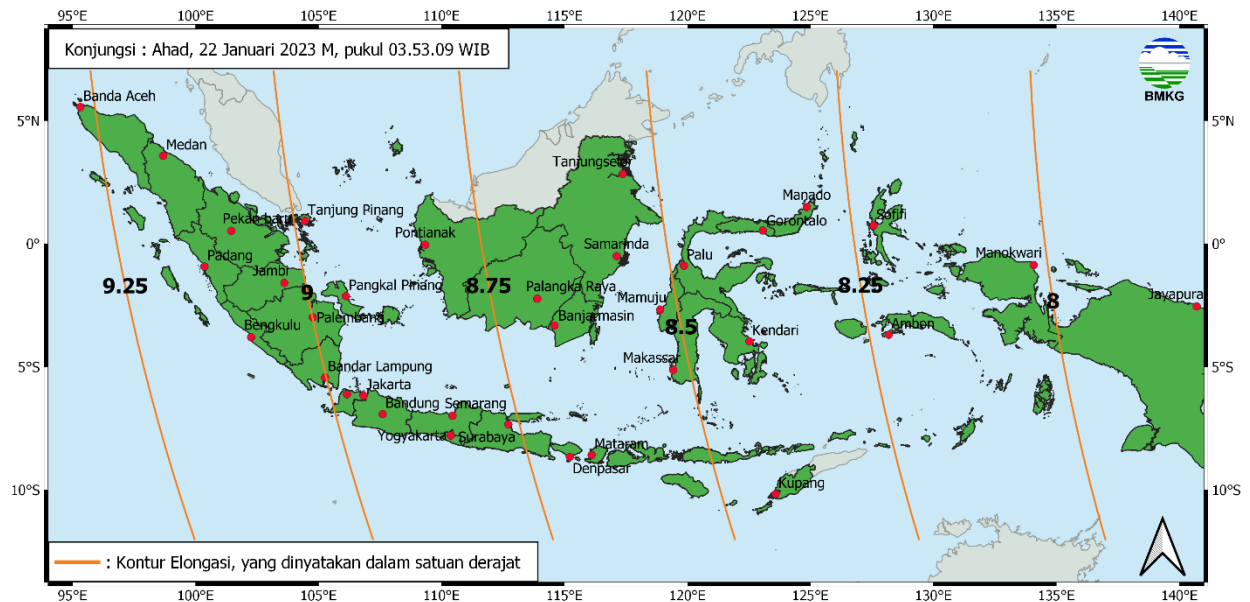 95°E 100°E 105°E 110°E 115°E 120°E 125°E 130°E 135°E 140°E
Konjungsi : Ahad, 22 Januari 2023 M, pukul 03.53.09 WIB
BMKG
Banda Aceh
5°N 5°N
Medan
Tanjungselor
Manado
Tanjung Pinang
Pekan baru
Gorontalo
Sofifi
Pontianak
0° 0°
Samarinda
Palu
Manokwari
Padang
Jambi
9.25
9
8.75
8.25
8
Pangkal Pinang
Palangka Raya
Mamuju
Jayapura
Palembang
Banjarmasin
8.5
Ambon
Bengkulu
Kendari
Makassar
5°S 5°S
Bandar Lampung
Jakarta
Bandung
Semarang
Yogyakarta
Surabaya
Mataram
Denpasar
Kupang
10°S 10°S
: Kontur Elongasi, yang dinyatakan dalam satuan derajat
95°E 100°E 105°E 110°E 115°E 120°E 125°E 130°E 135°E 140°E